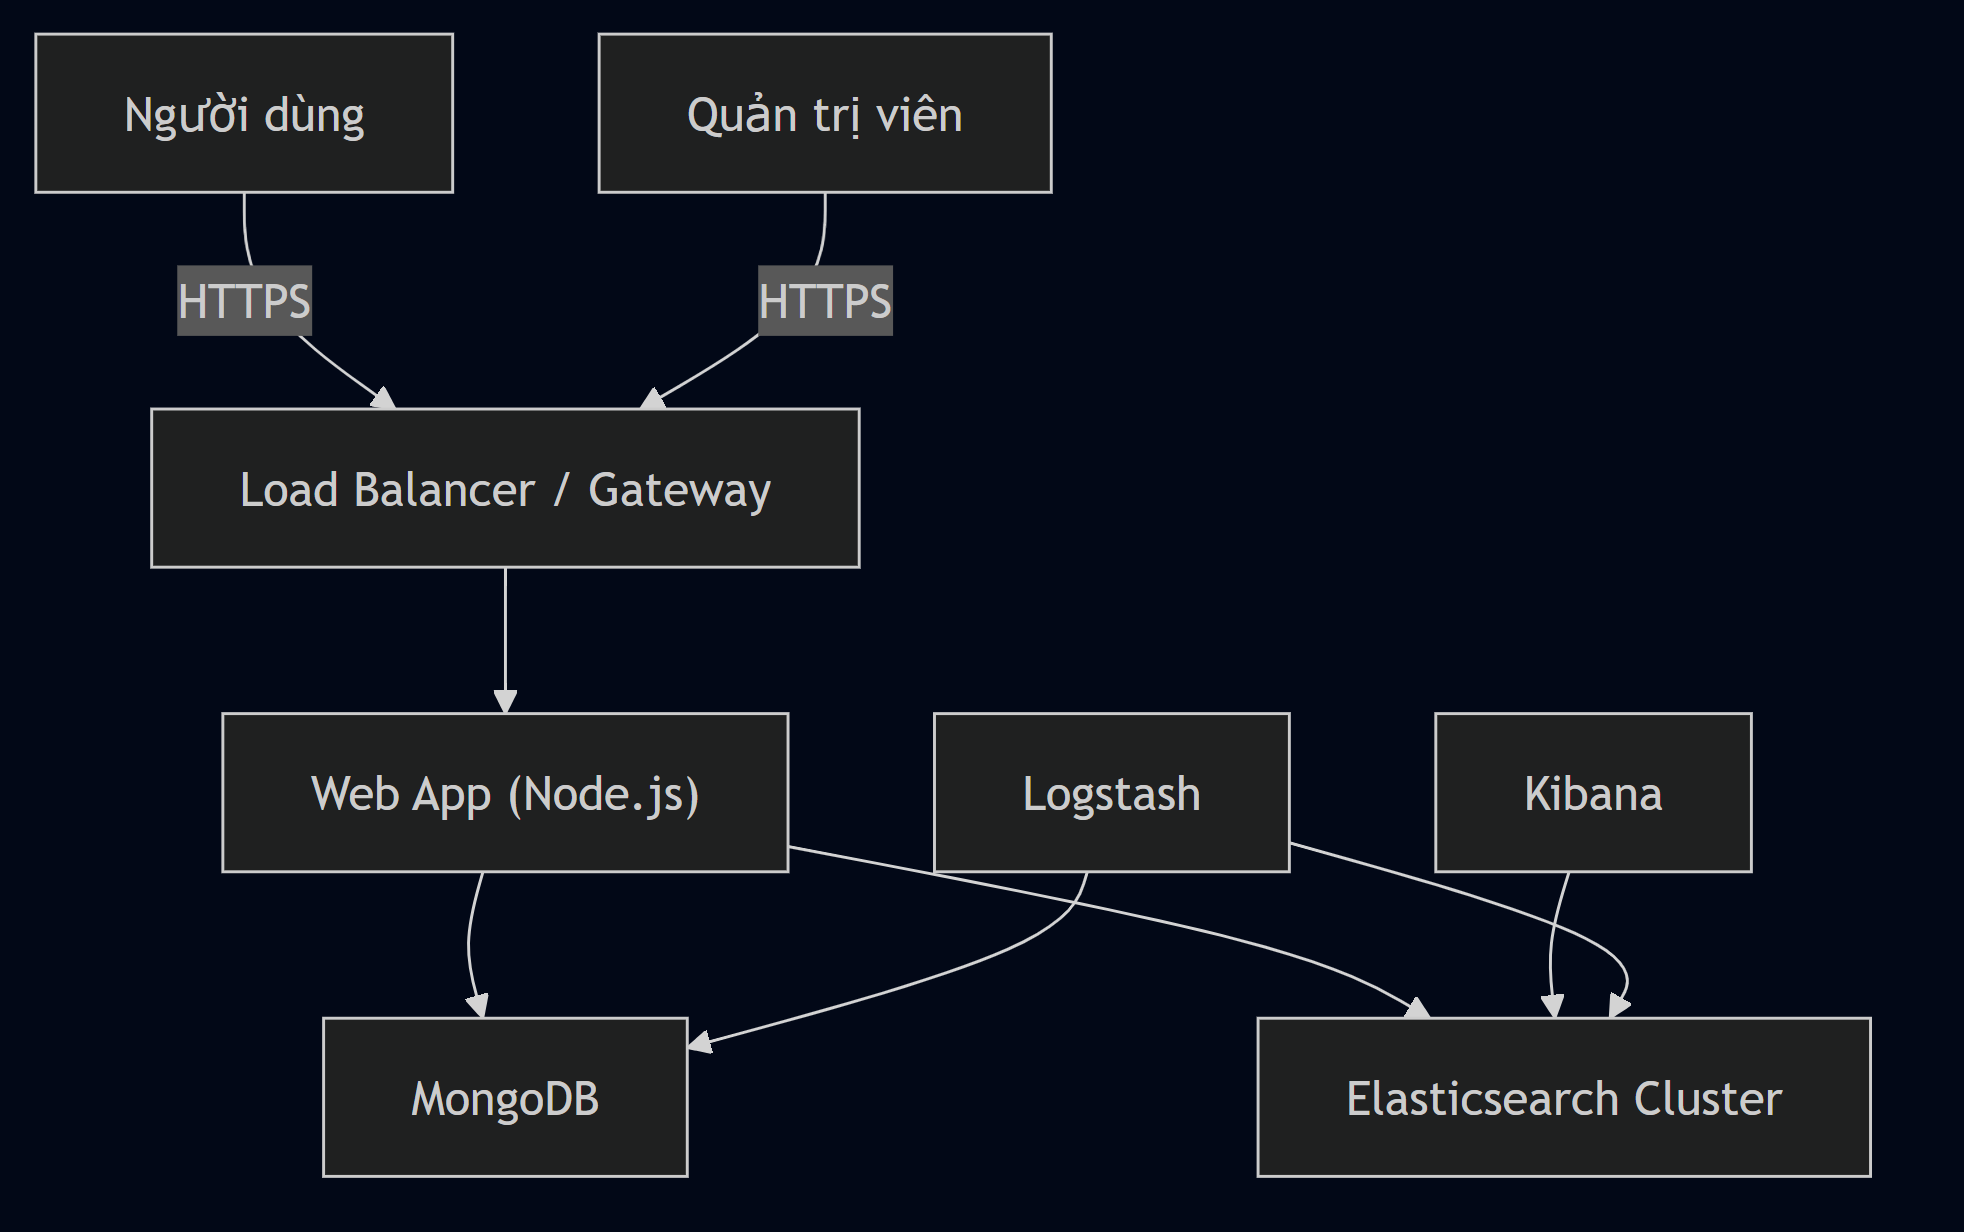 Người dùng
Quản trị viên
HTTPS
HTTPS
Load Balancer / Gateway
Web App (Node.js)
Logstash
Kibana
MongoDB
Elasticsearch Cluster